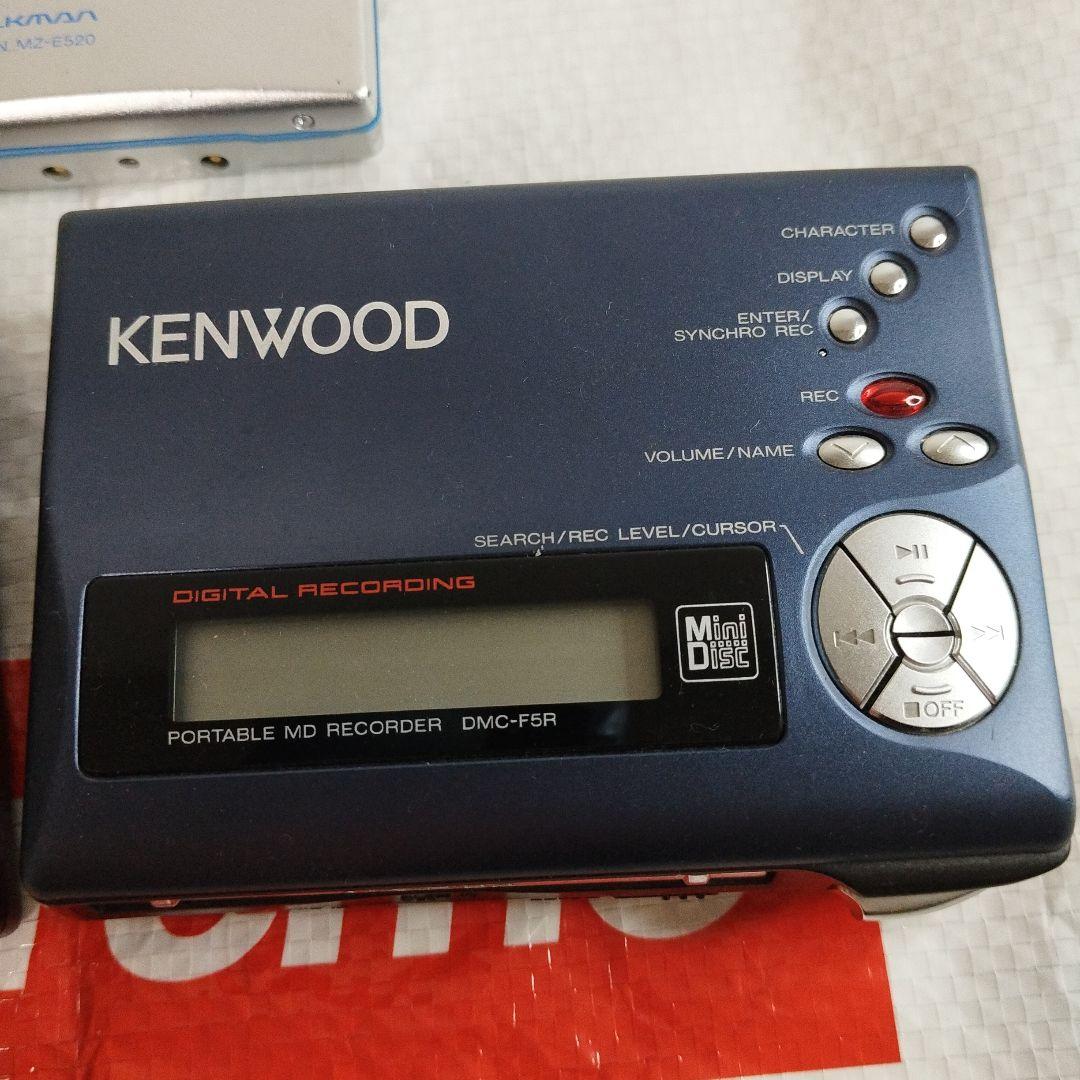 MZ-E520
KENWOOD
CHARACTER
DISPLAY
ENTER/
SYNCHRO REC
REC
VOLUME/NAME
SEARCH/REC LEVEL/CURSOR
DIGITAL RECORDING
Mini
Disc
PORTABLE MD RECORDER DMC-F5R
OFF